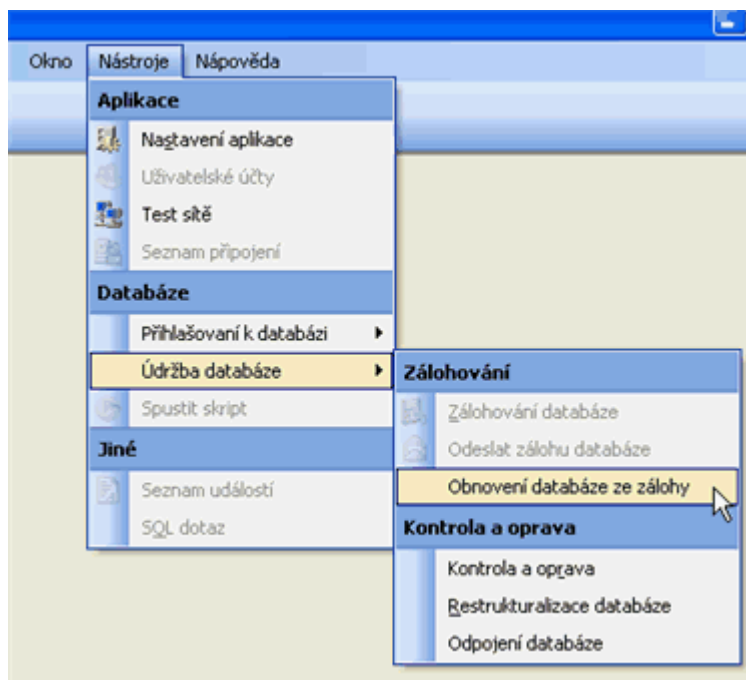 Okno Nástroje Nápověda
Aplikace
Nastavení aplikace
Uživatelské účty
Test sítě
Seznam připojení
Databáze
Přihlašovaní k databázi
Údržba databáze
Spustit skript
Jiné
Seznam událostí
SQL dotaz
Zálohování
Zálohování databáze
Odeslat zálohu databáze
Obnovení databáze ze zálohy
Kontrola a oprava
Kontrola a oprava
Restrukturalizace databáze
Odpojení databáze